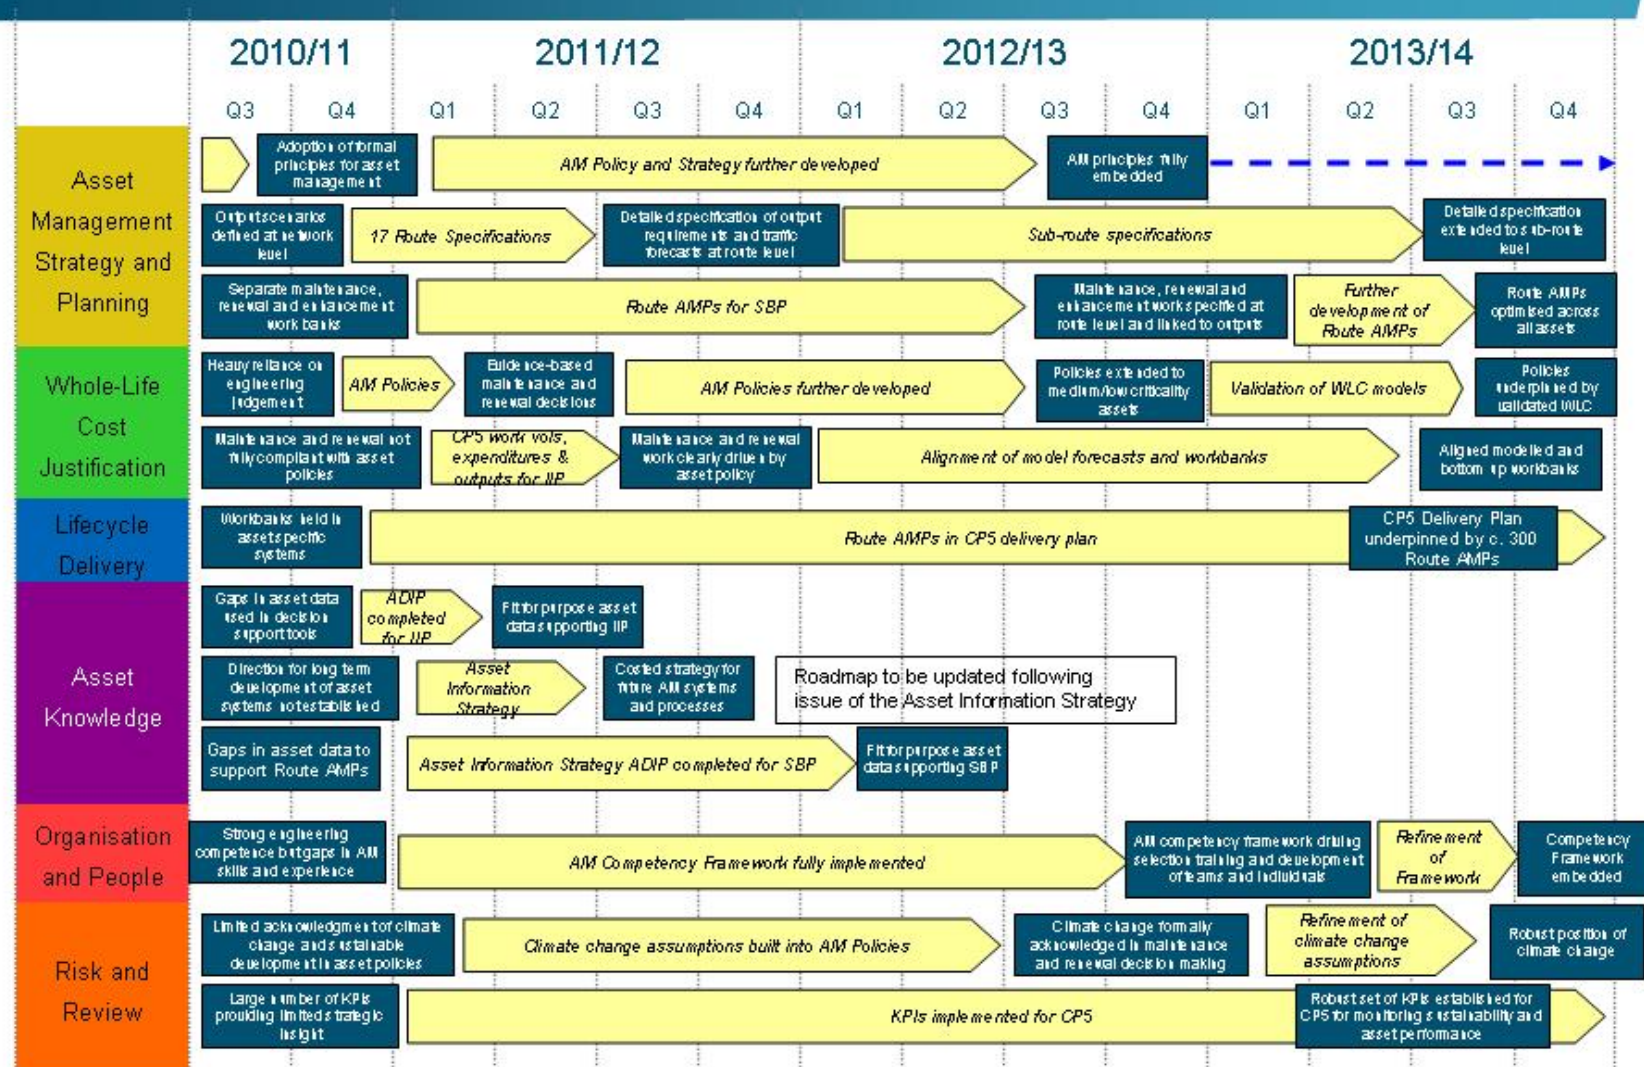 2010/11 2011/12 2012/13 2013/14
Q3 Q4 Q1 Q2 Q3 Q4 Q1 Q2 Q3 Q4 Q1 Q2 Q3 Q4
Asset
Management
Strategy and
Planning
Adoption of formal
principles for asset
management
AM Policy and Strategy further developed
AM principles fully
embedded
Output scenarios
defined at network
level
17 Route Specifications
Detailed specification of output
requirements and traffic
forecasts at route level
Sub-route specifications
Detailed specification
extended to sub-route
level
Separate maintenance,
renewal and enhancement
work banks
Route AMPs for SBP
Maintenance, renewal and
enhancement work specified at
route level and linked to outputs
Further
development of
Route AMPs
Route AMPs
optimised across
all assets
Whole-Life
Cost
Justification
Heavy reliance on
engineering
judgement
AM Policies
Evidence-based
maintenance and
renewal decisions
AM Policies further developed
Policies extended to
medium/low criticality
assets
Validation of WLC models
Policies
underpinned by
validated WLC
Maintenance and renewal not
fully compliant with asset
policies
CP5 work vols,
expenditures &
outputs for IIP
Maintenance and renewal
work clearly driven by
asset policy
Alignment of model forecasts and workbanks
Aligned modelled and
bottom up workbanks
Lifecycle
Delivery
Workbanks held in
asset specific
systems
Route AMPs in CP5 delivery plan
CP5 Delivery Plan
underpinned by c. 300
Route AMPs
Asset
Knowledge
Gaps in asset data
used in decision
support tools
ADIP
completed
for IIP
Fit for purpose asset
data supporting IIP
Direction for long term
development of asset
systems not established
Asset
Information
Strategy
Costed strategy for
future AM systems
and processes
Roadmap to be updated following
issue of the Asset Information Strategy
Gaps in asset data to
support Route AMPs
Asset Information Strategy ADIP completed for SBP
Fit for purpose asset
data supporting SBP
Organisation
and People
Strong engineering
competence but gaps in AM
skills and experience
AM Competency Framework fully implemented
AM competency framework driving
selection training and development
of teams and individuals
Refinement
of
Framework
Competency
Framework
embedded
Risk and
Review
Limited acknowledgment of climate
change and sustainable
development in asset policies
Climate change assumptions built into AM Policies
Climate change formally
acknowledged in maintenance
and renewal decision making
Refinement of
climate change
assumptions
Robust position of
climate change
Large number of KPIs
providing limited strategic
insight
KPIs implemented for CP5
Robust set of KPIs established for
CP5 for monitoring sustainability and
asset performance